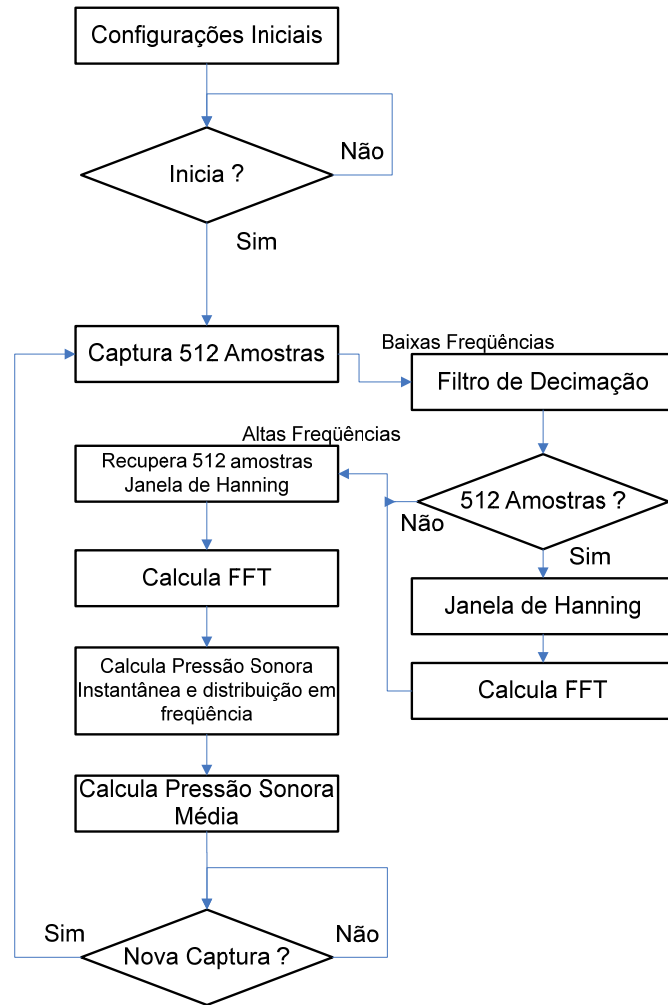 Configurações Iniciais
Não
Inicia ?
Sim
Captura 512 Amostras
Baixas Freqüências
Filtro de Decimação
Altas Freqüências
Recupera 512 amostras
Janela de Hanning
512 Amostras ?
Não
Sim
Calcula FFT
Janela de Hanning
Calcula Pressão Sonora
Instantânea e distribuição em
freqüência
Calcula FFT
Calcula Pressão Sonora
Média
Sim
Não
Nova Captura ?